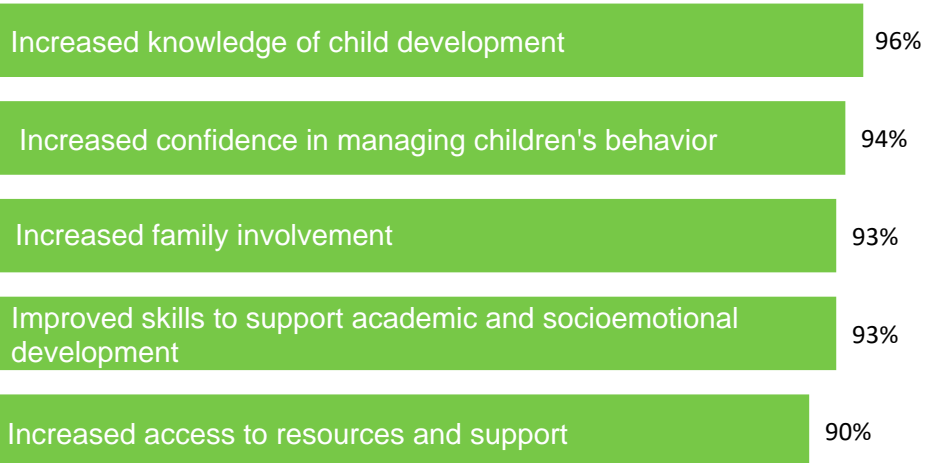 Increased knowledge of child development 96%
Increased confidence in managing children's behavior 94%
Increased family involvement 93%
Improved skills to support academic and socioemotional
development 93%
Increased access to resources and support 90%